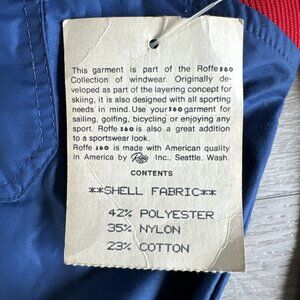 This garment is part of the Roffe 360
Collection of windwear. Originally de-
veloped as part of the layering concept for
skiing, it is also designed with all sporting
needs in mind. Use your 360 garment for
sailing, golfing, bicycling or enjoying any
sport. Roffe 360 is also a great addition
to a sportswear look.
Roffe 360 is made with American quality
in America by Roffe Inc., Seattle, Wash.
CONTENTS
**SHELL FABRIC**
42% POLYESTER
35% NYLON
23% COTTON